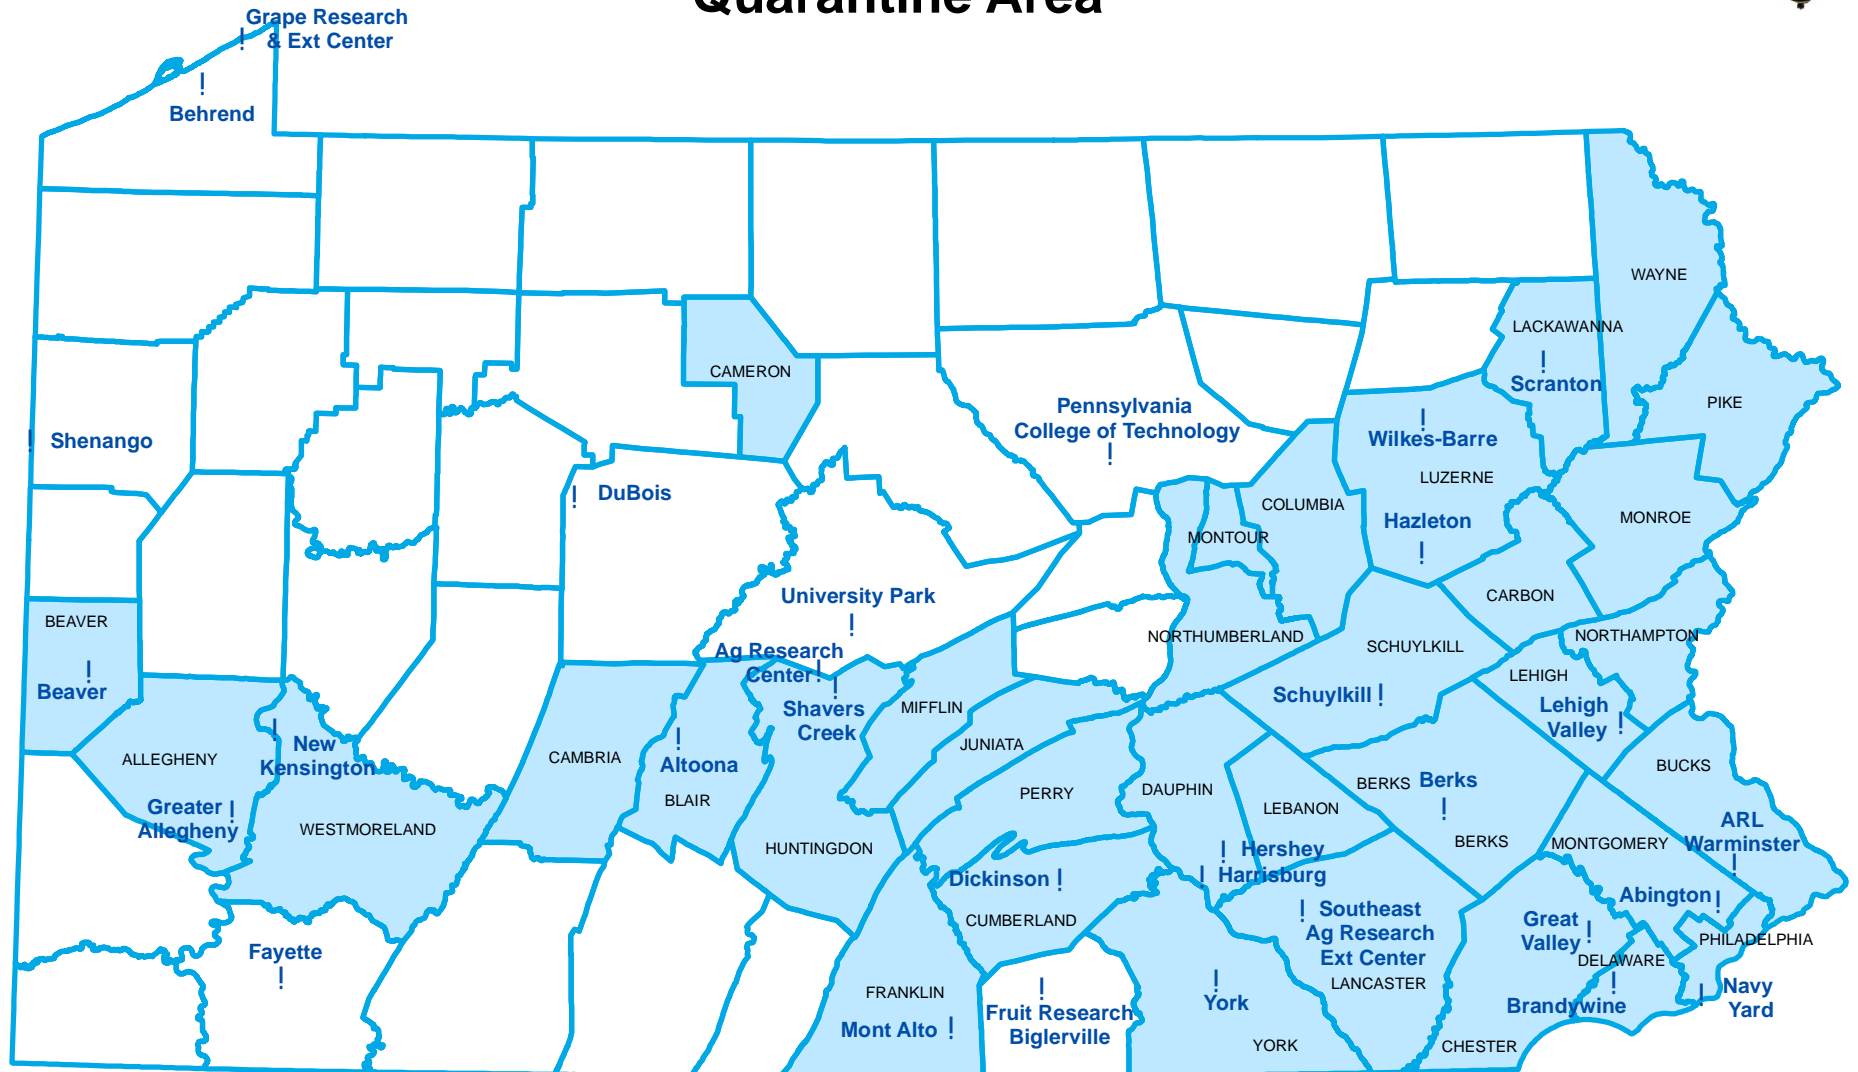 Quarantine Area
Grape Research
& Ext Center
Behrend
WAYNE
LACKAWANNA
Scranton
CAMERON
PIKE
Pennsylvania
College of Technology
Shenango
Wilkes-Barre
LUZERNE
DuBois
COLUMBIA
Hazleton
MONROE
MONTOUR
University Park
CARBON
BEAVER
Beaver
NORTHUMBERLAND
NORTHAMPTON
SCHUYLKILL
Ag Research
Center
LEHIGH
Schuylkill
Lehigh
Valley
Shavers
Creek
MIFFLIN
JUNIATA
New
Kensington
ALLEGHENY
CAMBRIA
Altoona
BLAIR
BUCKS
BERKS
Berks
DAUPHIN
PERRY
LEBANON
Greater
Allegheny
WESTMORELAND
HUNTINGDON
BERKS
MONTGOMERY
ARL
Warminster
Hershey
Harrisburg
Dickinson
Abington
CUMBERLAND
Southeast
Ag Research
Ext Center
Great
Valley
PHILADELPHIA
DELAWARE
Fayette
LANCASTER
FRANKLIN
Mont Alto
Fruit Research
Biglerville
York
Brandywine
Navy
Yard
YORK
CHESTER